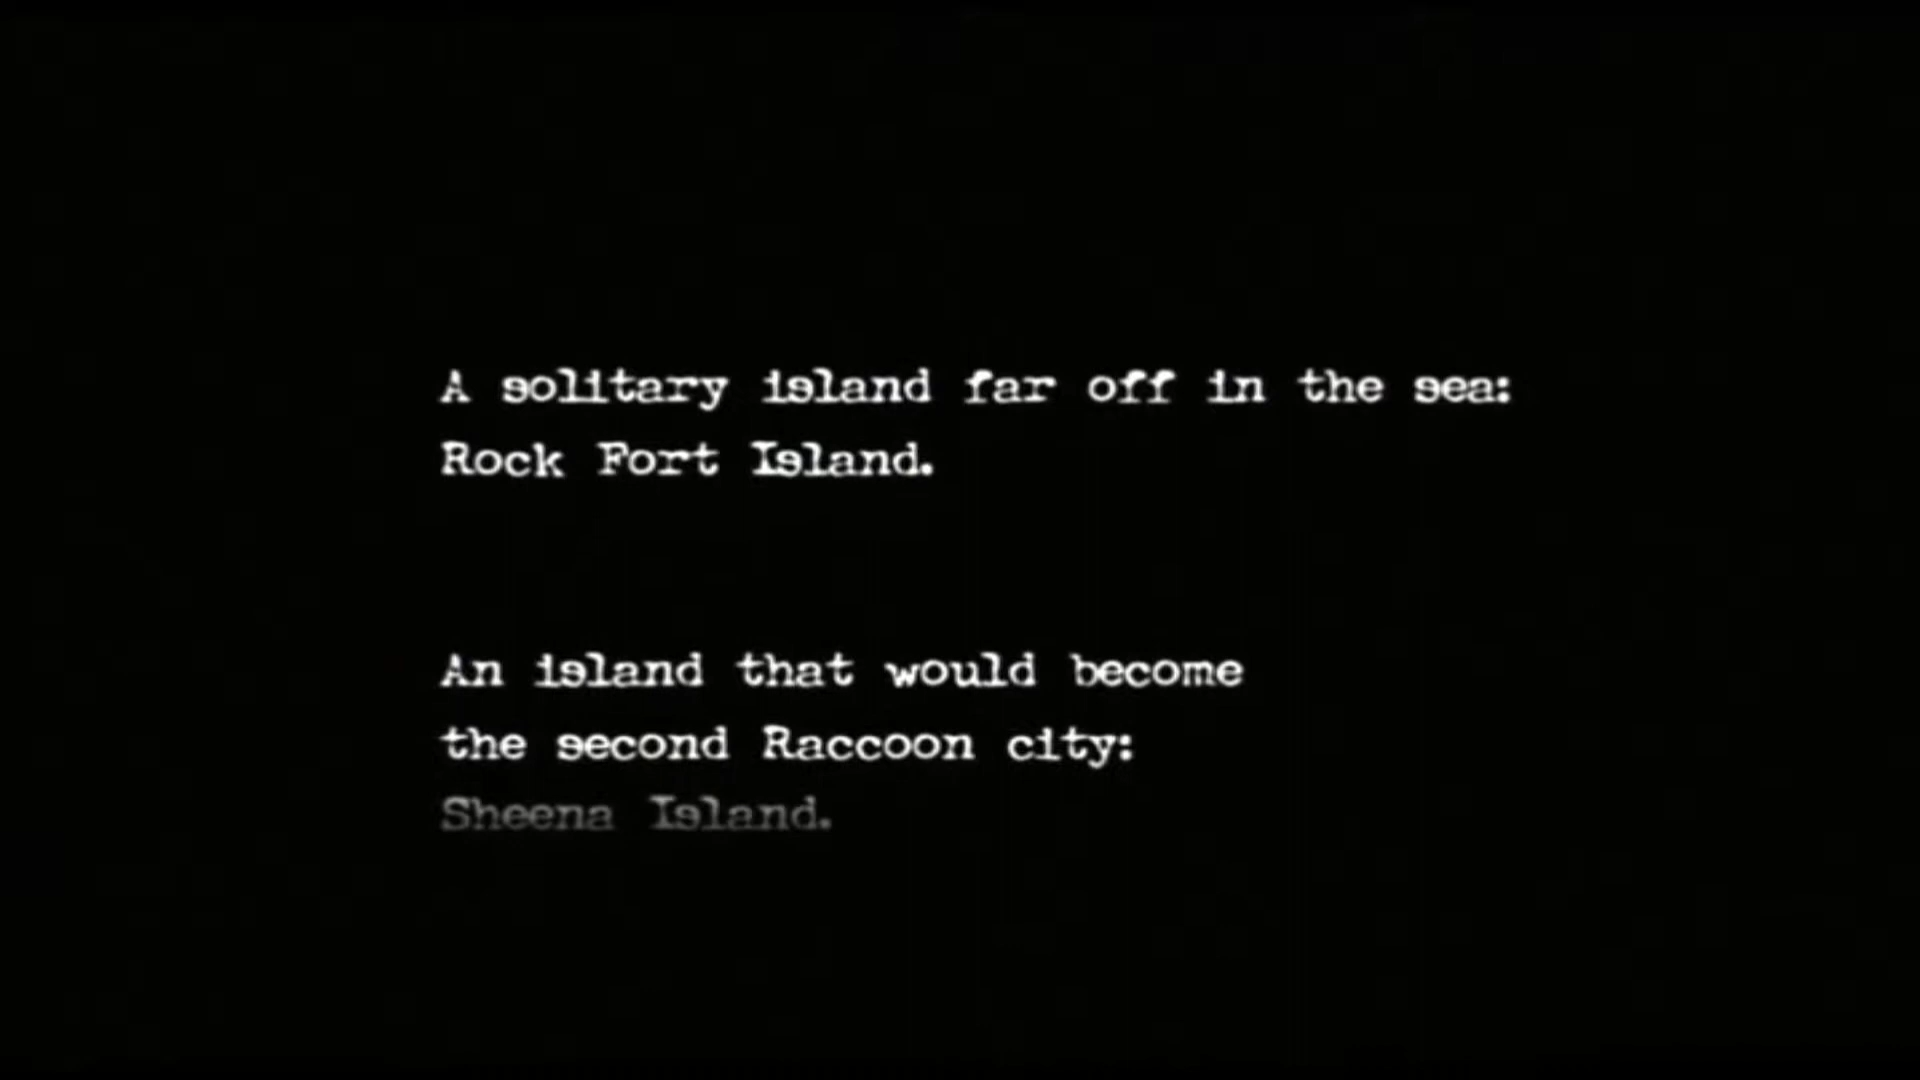 A solitary island far off in the sea:
Rock Fort Island.
An island that would become
the second Raccoon city:
Sheena Island.